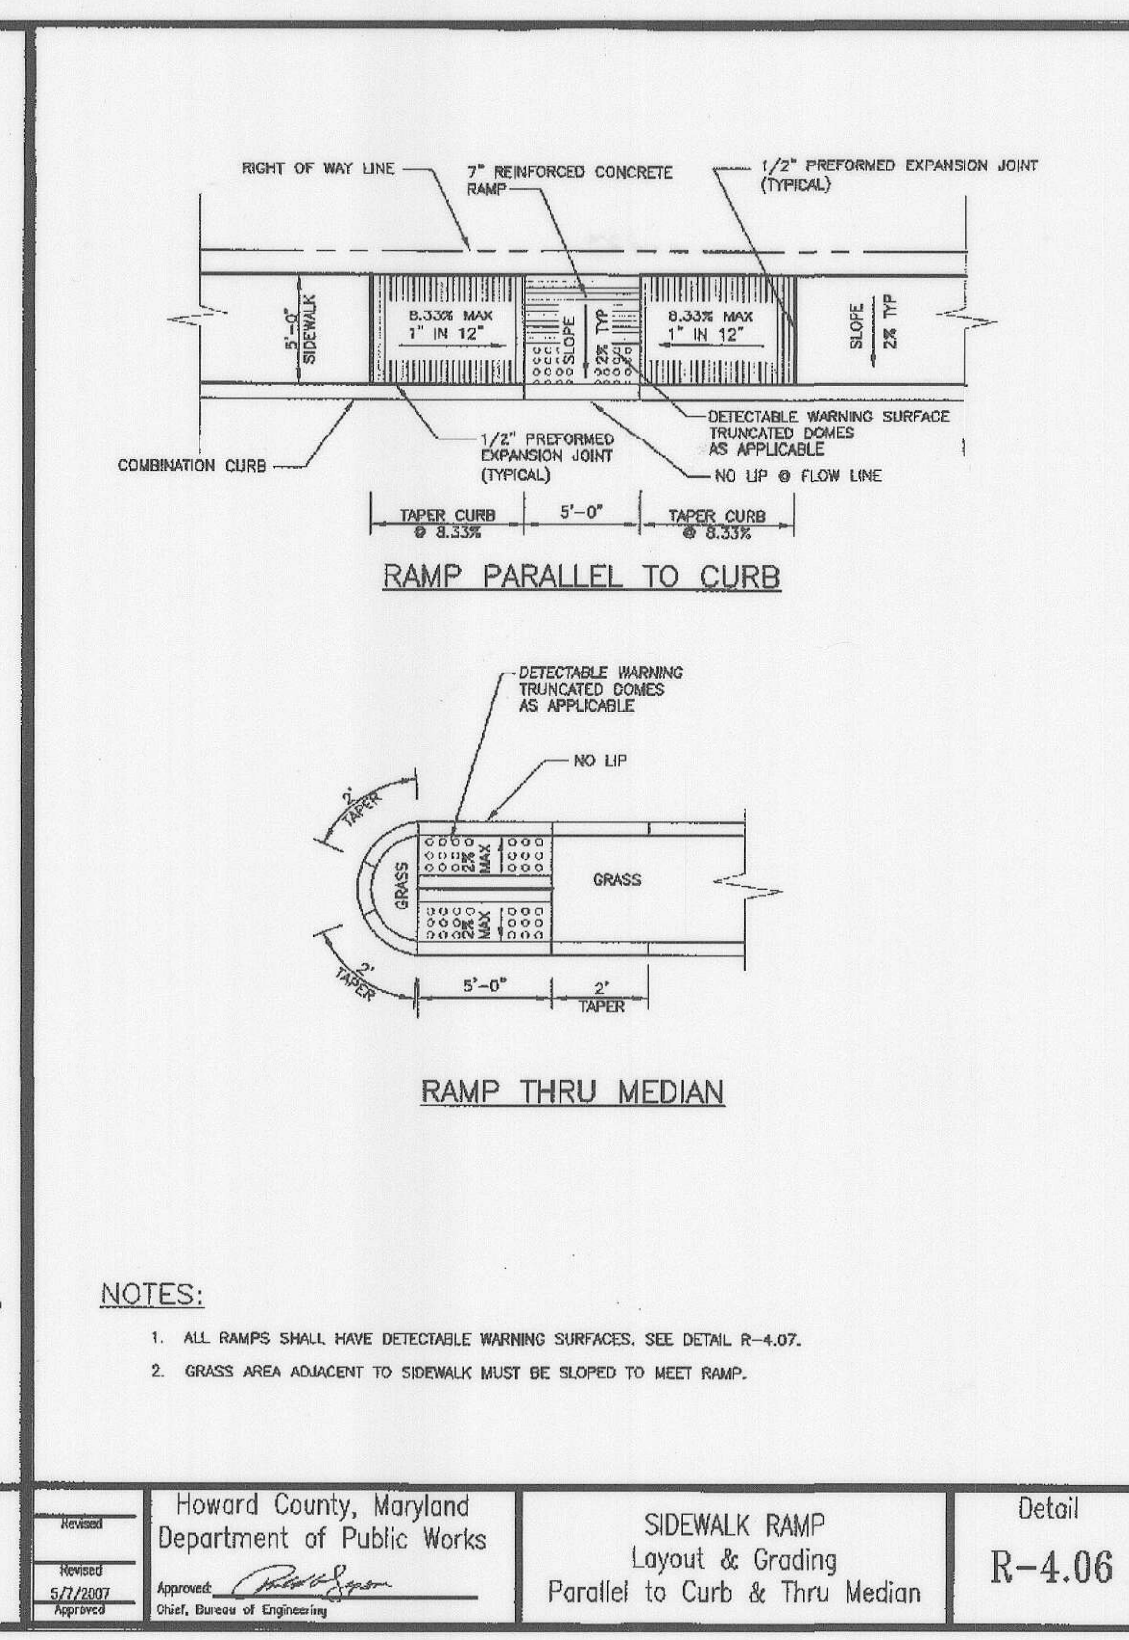 RIGHT OF WAY LINE
7" REINFORCED CONCRETE
RAMP
1/2" PREFORMED EXPANSION JOINT
(TYPICAL)
5'-0"
SIDEWALK
8.33% MAX
1" IN 12"
SLOPE
2% TYP
8.33% MAX
1" IN 12"
SLOPE
2% TYP
COMBINATION CURB
1/2" PREFORMED
EXPANSION JOINT
(TYPICAL)
DETECTABLE WARNING SURFACE
TRUNCATED DOMES
AS APPLICABLE
NO LIP @ FLOW LINE
TAPER CURB
@ 8.33%
5'-0"
TAPER CURB
@ 8.33%
RAMP PARALLEL TO CURB
DETECTABLE WARNING
TRUNCATED DOMES
AS APPLICABLE
NO LIP
2'
TAPER
GRASS
2%
MAX
2%
MAX
GRASS
2'
TAPER
5'-0"
2'
TAPER
RAMP THRU MEDIAN
NOTES:
1. ALL RAMPS SHALL HAVE DETECTABLE WARNING SURFACES. SEE DETAIL R-4.07.
2. GRASS AREA ADJACENT TO SIDEWALK MUST BE SLOPED TO MEET RAMP.
Revised
Revised
5/7/2007
Approved
Howard County, Maryland
Department of Public Works
Approved:
Chief, Bureau of Engineering
SIDEWALK RAMP
Layout & Grading
Parallel to Curb & Thru Median
Detail
R-4.06